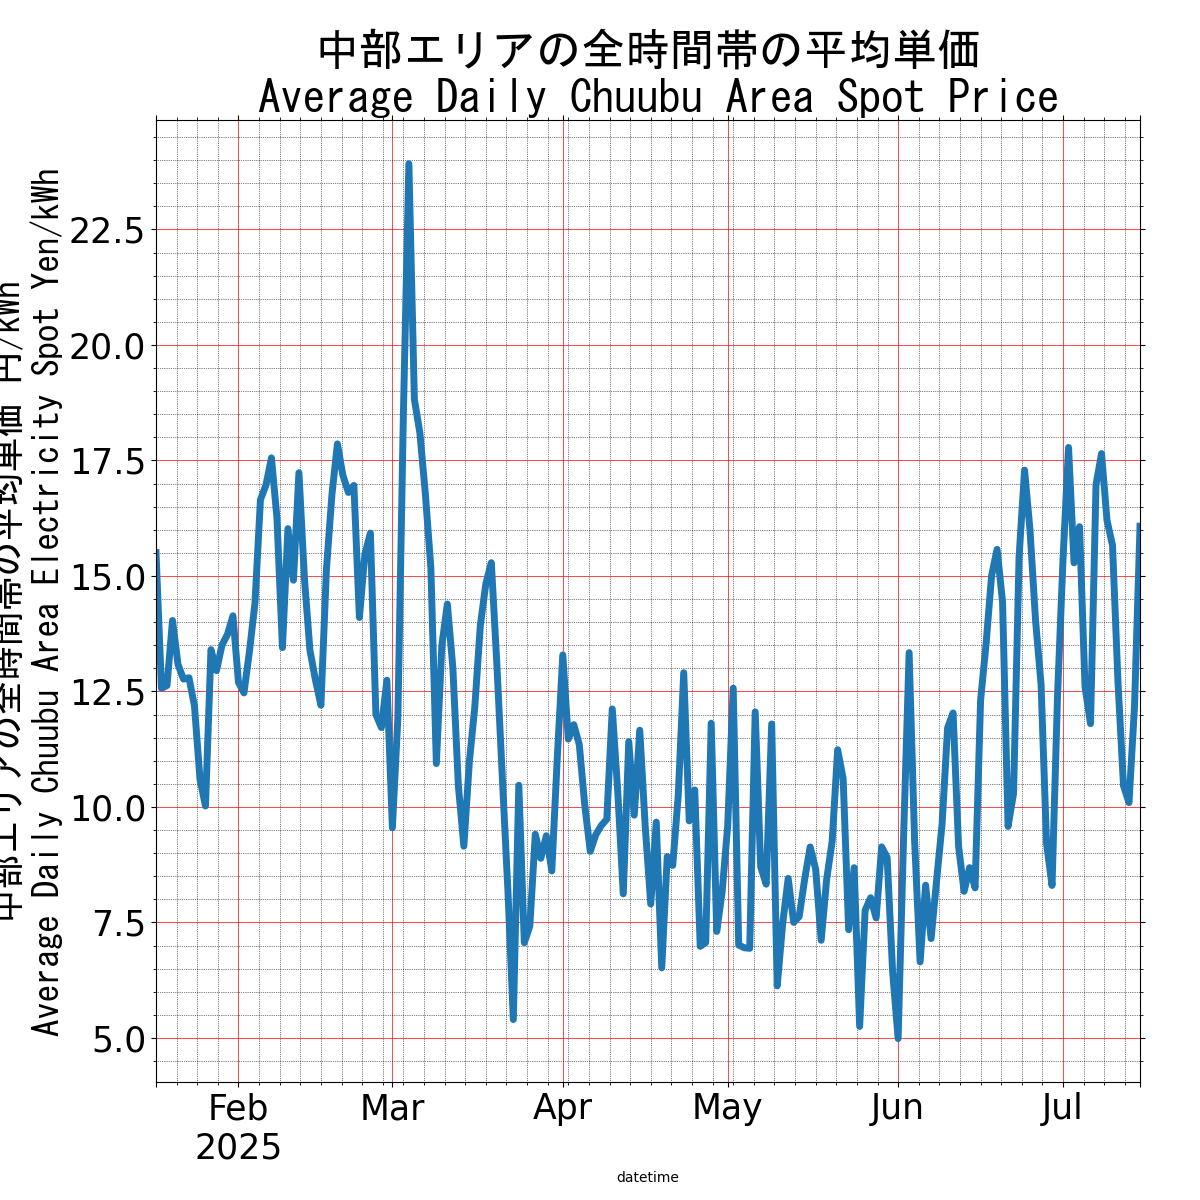 中部エリアの全時間帯の平均単価
Average Daily Chuubu Area Spot Price
中部エリアの全時間帯の平均単価 円/kWh
Average Daily Chuubu Area Electricity Spot Yen/kWh
22.5
20.0
17.5
15.0
12.5
10.0
7.5
5.0
Feb
2025
Mar
Apr
May
Jun
Jul
datetime